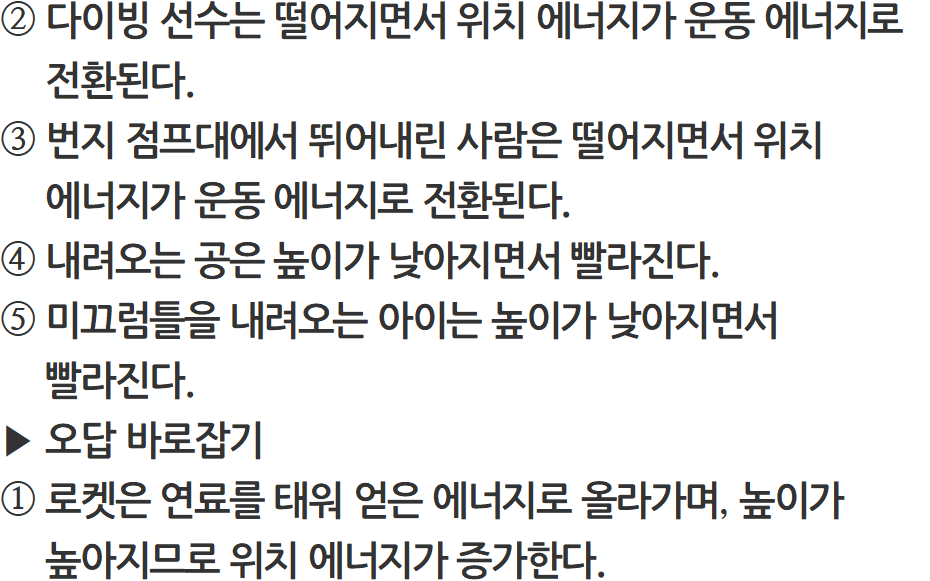 ② 다이빙 선수는 떨어지면서 위치 에너지가 운동 에너지로
전환된다.
③ 번지 점프대에서 뛰어내린 사람은 떨어지면서 위치
에너지가 운동 에너지로 전환된다.
④ 내려오는 공은 높이가 낮아지면서 빨라진다.
⑤ 미끄럼틀을 내려오는 아이는 높이가 낮아지면서
빨라진다.
▶ 오답 바로잡기
① 로켓은 연료를 태워 얻은 에너지로 올라가며, 높이가
높아지므로 위치 에너지가 증가한다.